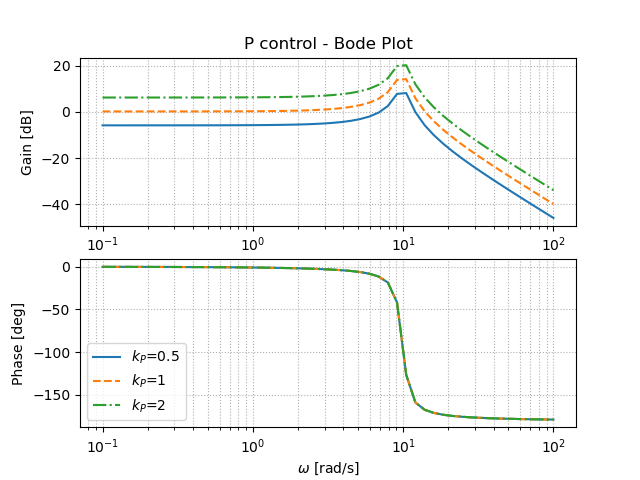 P control - Bode Plot
Gain [dB]
20
0
−20
−40
10⁻¹ 10⁰ 10¹ 10²
Phase [deg]
0
−50
−100
−150
k_P=0.5
k_P=1
k_P=2
10⁻¹ 10⁰ 10¹ 10²
ω [rad/s]